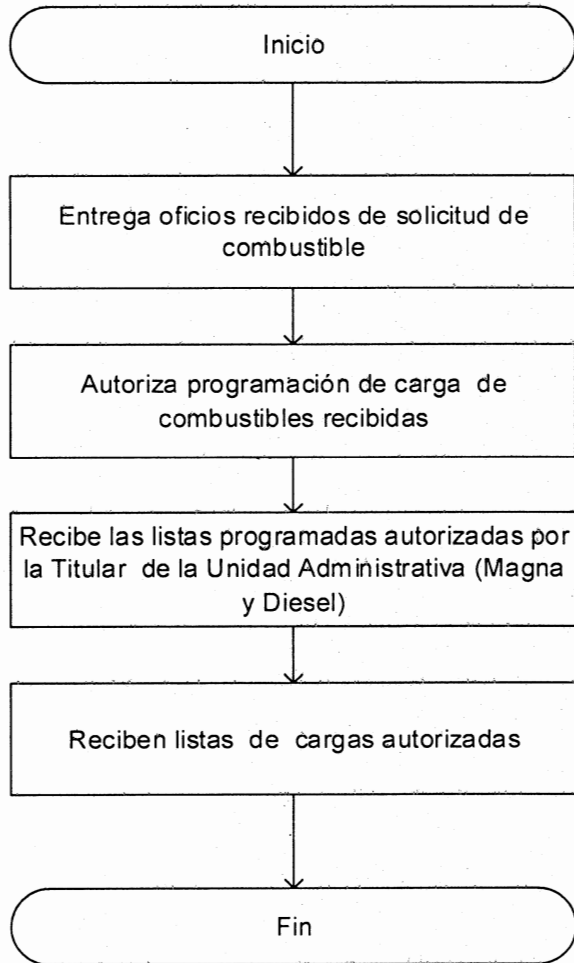 Inicio
Entrega oficios recibidos de solicitud de
combustible
Autoriza programación de carga de
combustibles recibidas
Recibe las listas programadas autorizadas por
la Titular de la Unidad Administrativa (Magna
y Diesel)
Reciben listas de cargas autorizadas
Fin